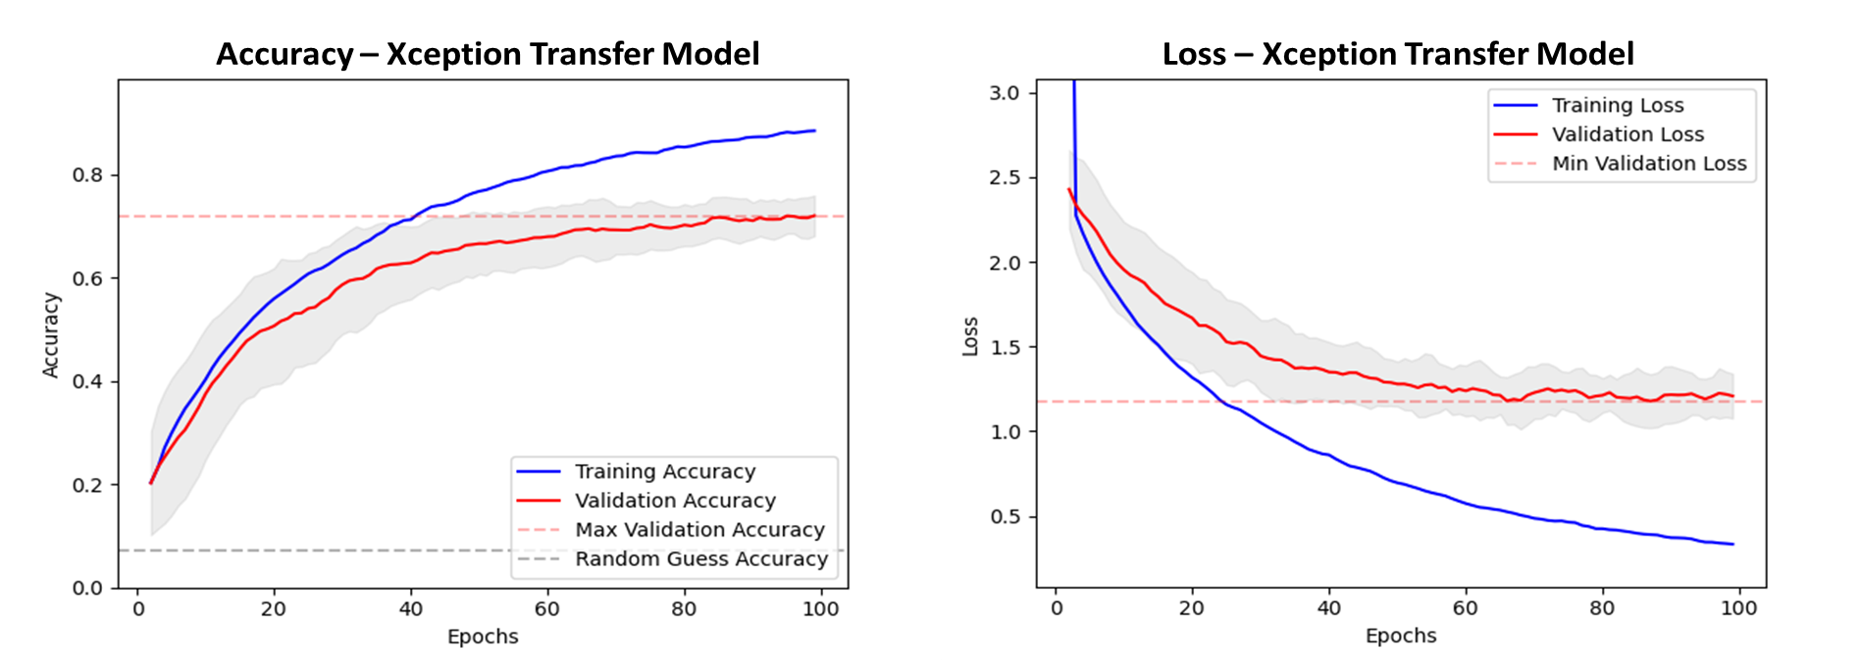 Accuracy – Xception Transfer Model
Accuracy
0.8
0.6
0.4
0.2
0.0
Training Accuracy
Validation Accuracy
Max Validation Accuracy
Random Guess Accuracy
0 20 40 60 80 100
Epochs
Loss – Xception Transfer Model
Loss
3.0
2.5
2.0
1.5
1.0
0.5
Training Loss
Validation Loss
Min Validation Loss
0 20 40 60 80 100
Epochs